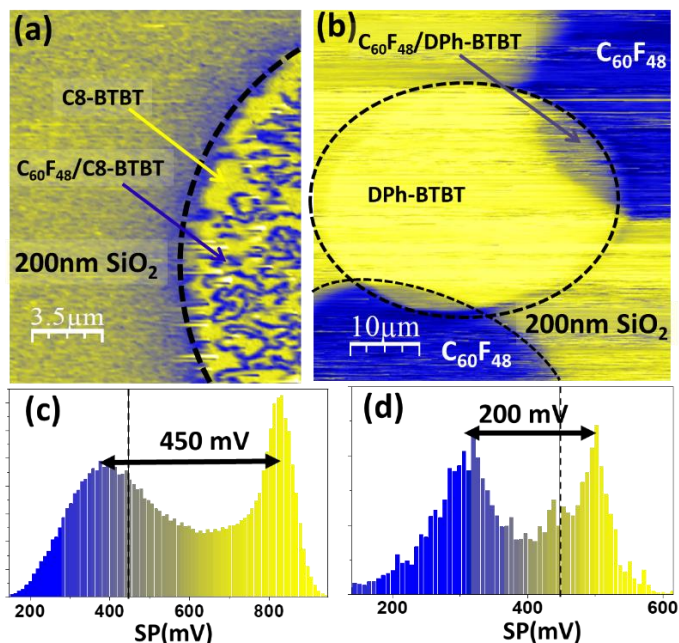 (a)
C8-BTBT
C₆₀F₄₈/C8-BTBT
200nm SiO₂
3.5µm
(b)
C₆₀F₄₈/DPh-BTBT
C₆₀F₄₈
DPh-BTBT
200nm SiO₂
10µm
C₆₀F₄₈
(c)
450 mV
200 400 600 800
SP(mV)
(d)
200 mV
200 400 600
SP(mV)